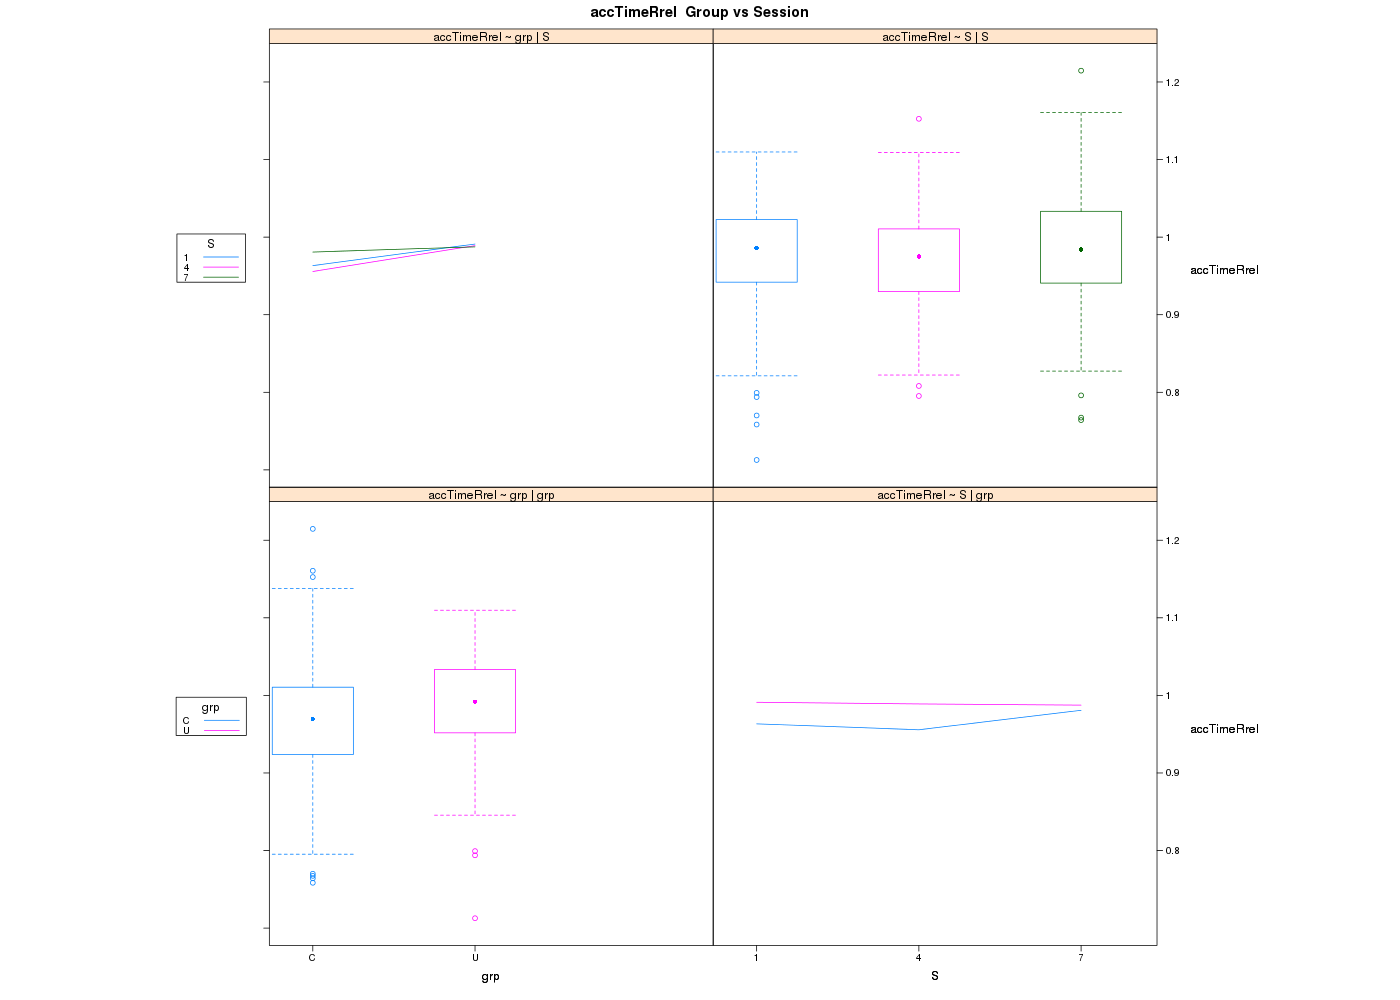 accTimeRrel  Group vs Session
accTimeRrel ~ grp | S
accTimeRrel ~ S | S
1.2
1.1
1
0.9
0.8
accTimeRrel
S
1
4
7
accTimeRrel ~ grp | grp
accTimeRrel ~ S | grp
1.2
1.1
1
0.9
0.8
accTimeRrel
grp
C
U
C
U
1
4
7
grp
S